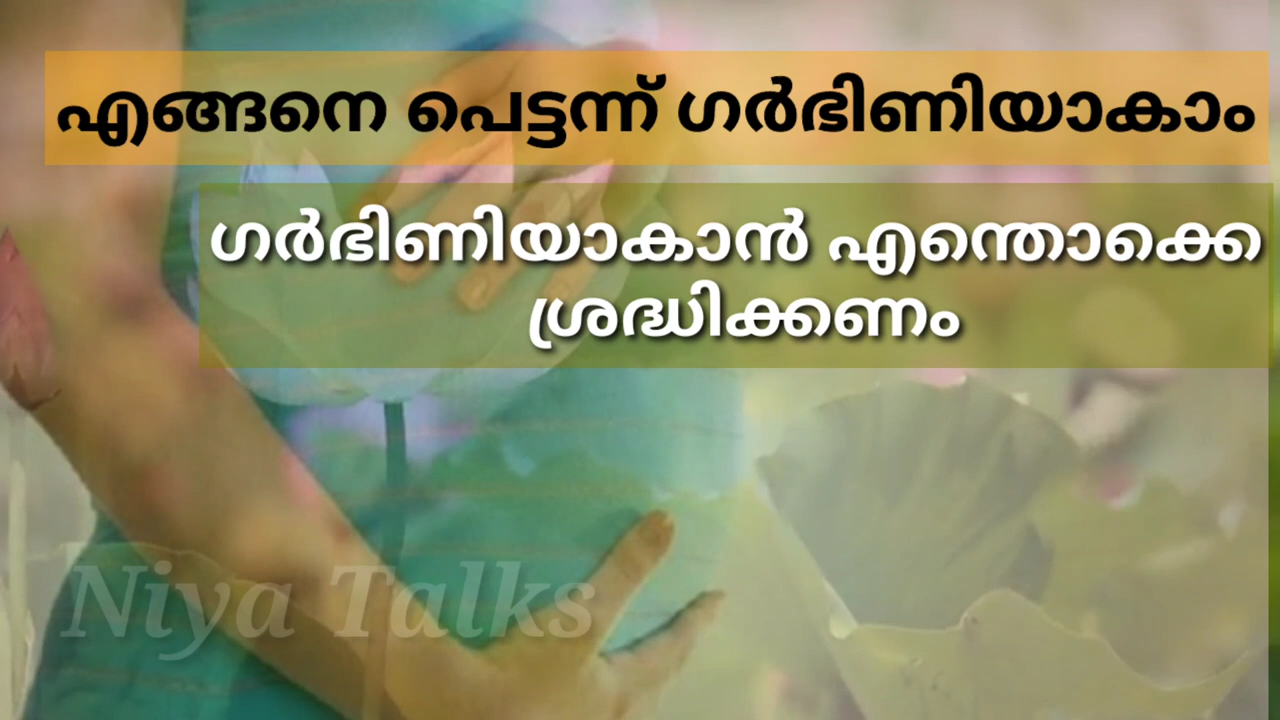 എങ്ങനെ പെട്ടന്ന് ഗർഭിണിയാകാം
ഗർഭിണിയാകാൻ എന്തൊക്കെ
ശ്രദ്ധിക്കണം
Niya Talks